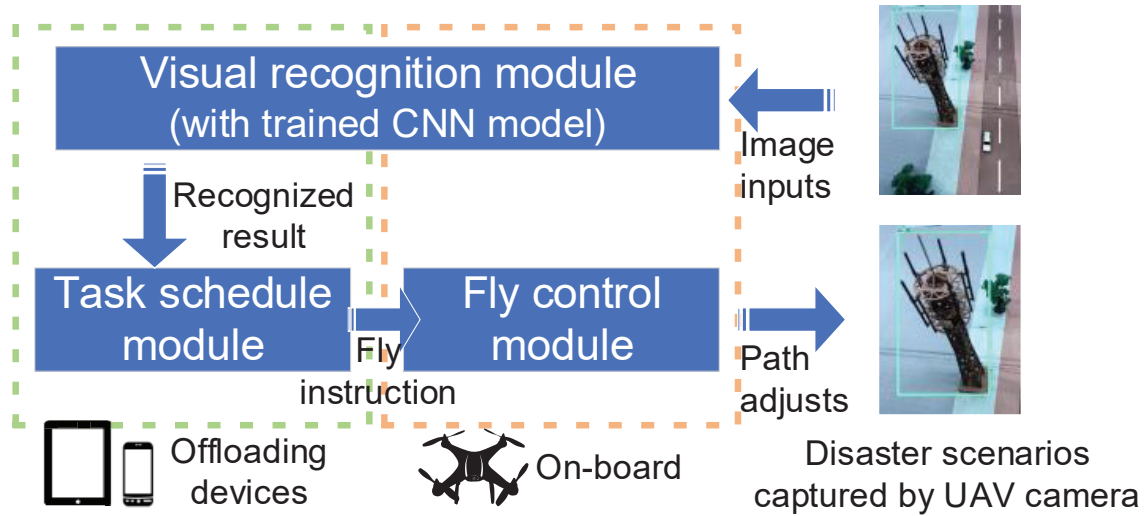 Visual recognition module
(with trained CNN model)
Image
inputs
Recognized
result
Task schedule
module
Fly
instruction
Fly control
module
Path
adjusts
Offloading
devices
On-board
Disaster scenarios
captured by UAV camera